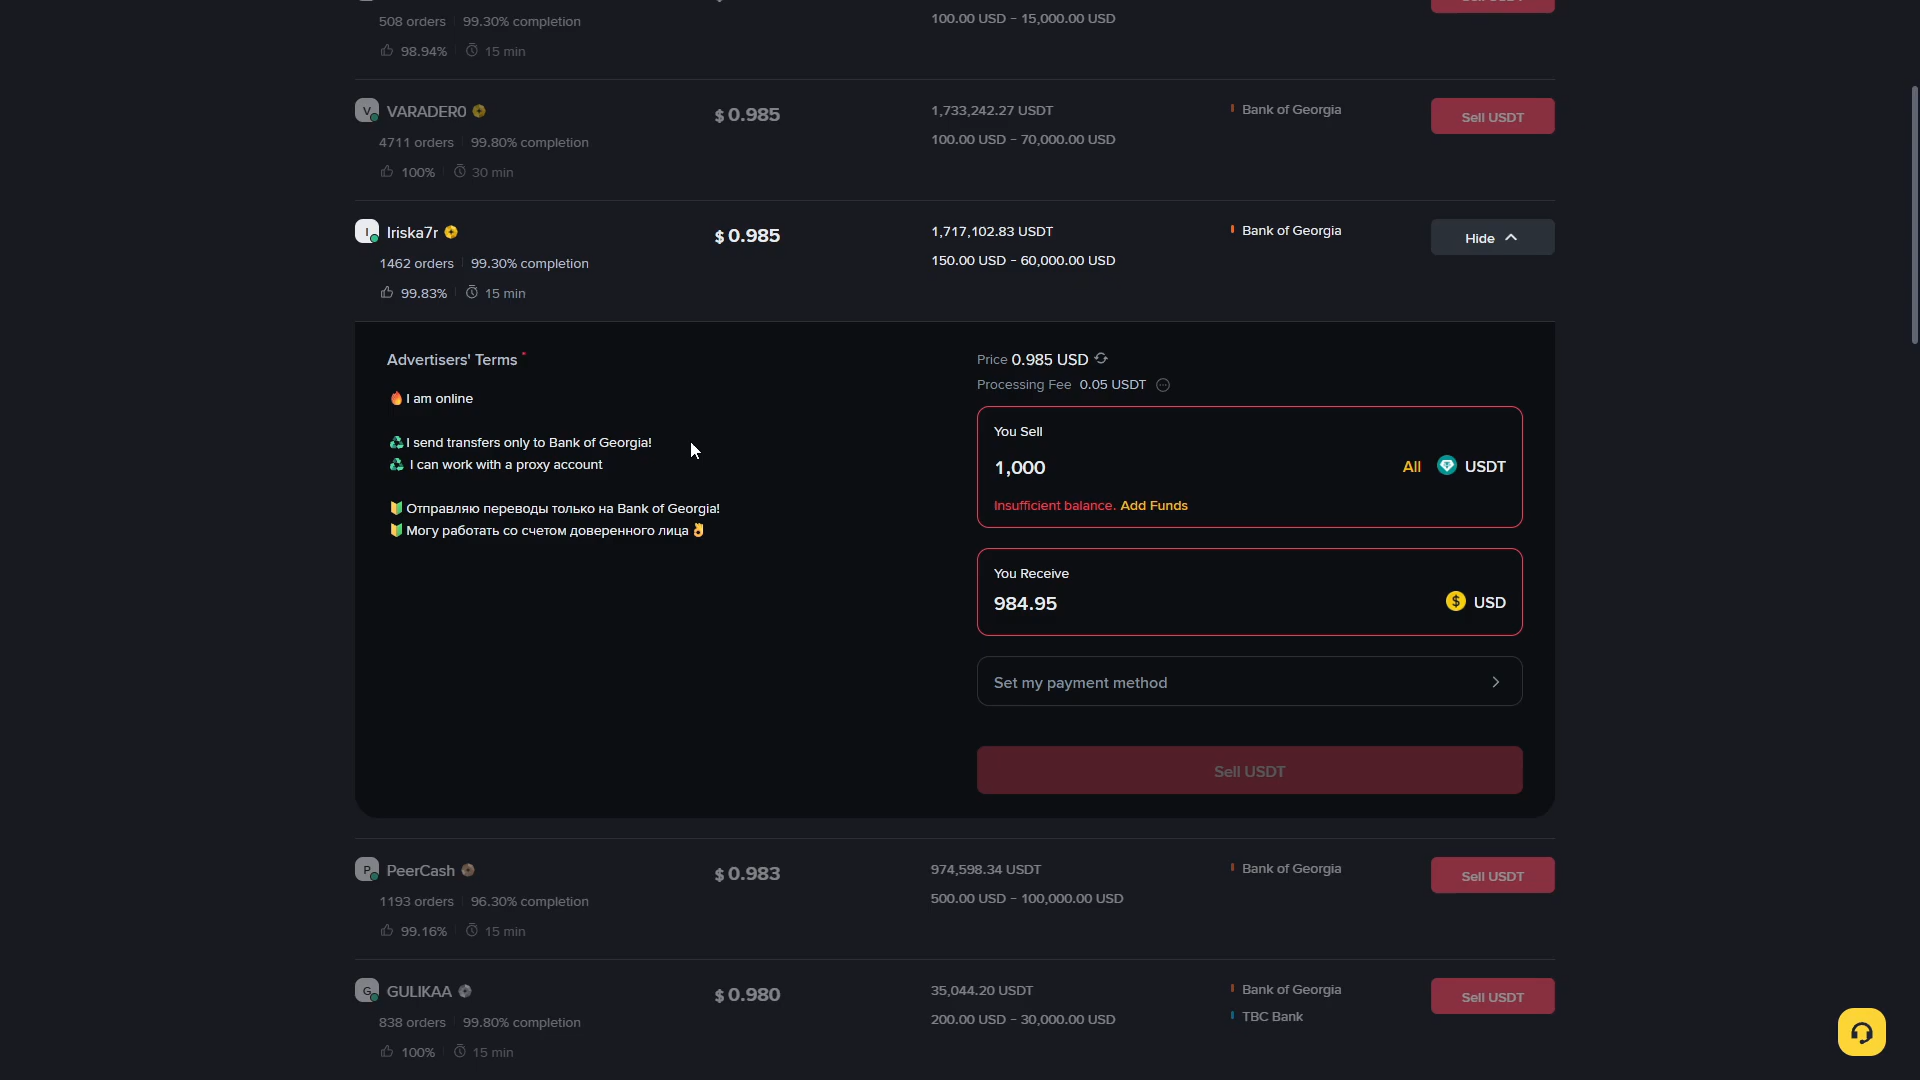 508 orders 99.30% completion
100.00 USD – 15,000.00 USD
98.94% 15 min
V VARADER0
$ 0.985
1,733,242.27 USDT
Bank of Georgia
Sell USDT
4711 orders 99.80% completion
100.00 USD – 70,000.00 USD
100% 30 min
I Iriska7r
$ 0.985
1,717,102.83 USDT
Bank of Georgia
Hide
1462 orders 99.30% completion
150.00 USD – 60,000.00 USD
99.83% 15 min
Advertisers' Terms *
🔥I am online
♻️I send transfers only to Bank of Georgia!
♻️ I can work with a proxy account
🔰Отправляю переводы только на Bank of Georgia!
🔰Могу работать со счетом доверенного лица👌
Price 0.985 USD
Processing Fee 0.05 USDT
You Sell
1,000
All USDT
Insufficient balance. Add Funds
You Receive
984.95
$ USD
Set my payment method
Sell USDT
P PeerCash
$ 0.983
974,598.34 USDT
Bank of Georgia
Sell USDT
1193 orders 96.30% completion
500.00 USD – 100,000.00 USD
99.16% 15 min
G GULIKAA
$ 0.980
35,044.20 USDT
Bank of Georgia
Sell USDT
838 orders 99.80% completion
200.00 USD – 30,000.00 USD
TBC Bank
100% 15 min